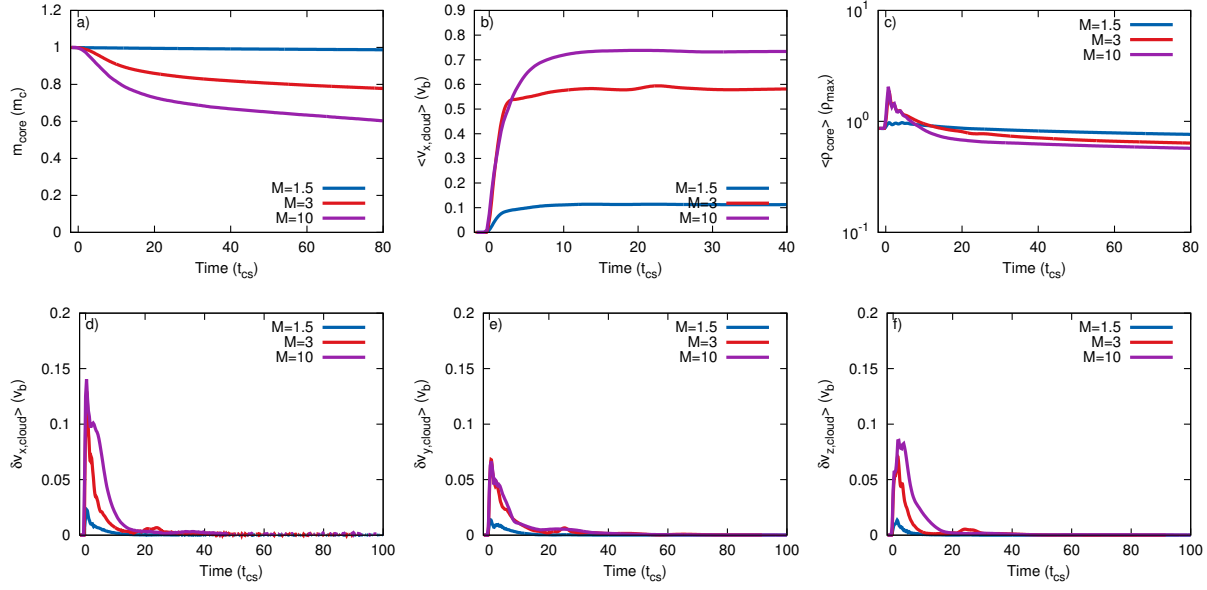 a)
1.2
1
0.8
0.6
0.4
0.2
0
0
20
40
60
80
m_core (m_c)
Time (t_cs)
M=1.5
M=3
M=10
b)
0.9
0.8
0.7
0.6
0.5
0.4
0.3
0.2
0.1
0
0
10
20
30
40
<v_x,cloud> (v_b)
Time (t_cs)
M=1.5
M=3
M=10
c)
10^1
10^0
10^-1
0
20
40
60
80
<ρ_core> (ρ_max)
Time (t_cs)
M=1.5
M=3
M=10
d)
0.2
0.15
0.1
0.05
0
0
20
40
60
80
100
δv_x,cloud> (v_b)
Time (t_cs)
M=1.5
M=3
M=10
e)
0.2
0.15
0.1
0.05
0
0
20
40
60
80
100
δv_y,cloud> (v_b)
Time (t_cs)
M=1.5
M=3
M=10
f)
0.2
0.15
0.1
0.05
0
0
20
40
60
80
100
δv_z,cloud> (v_b)
Time (t_cs)
M=1.5
M=3
M=10